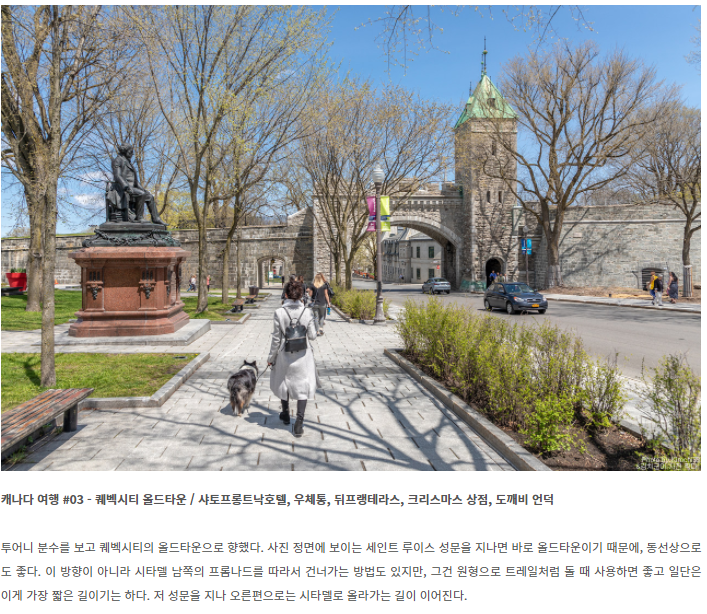 캐나다 여행 #03 - 퀘벡시티 올드타운 / 샤토프롱트낙호텔, 우체통, 뒤프랭테라스, 크리스마스 상점, 도깨비 언덕
투어니 분수를 보고 퀘벡시티의 올드타운으로 향했다. 사진 정면에 보이는 세인트 루이스 성문을 지나면 바로 올드타운이기 때문에, 동선상으로
도 좋다. 이 방향이 아니라 시타델 남쪽의 프롬나드를 따라서 건너가는 방법도 있지만, 그건 원형으로 트레일처럼 돌 때 사용하면 좋고 일단은
이게 가장 짧은 길이기는 하다. 저 성문을 지나 오른편으로는 시타델로 올라가는 길이 이어진다.